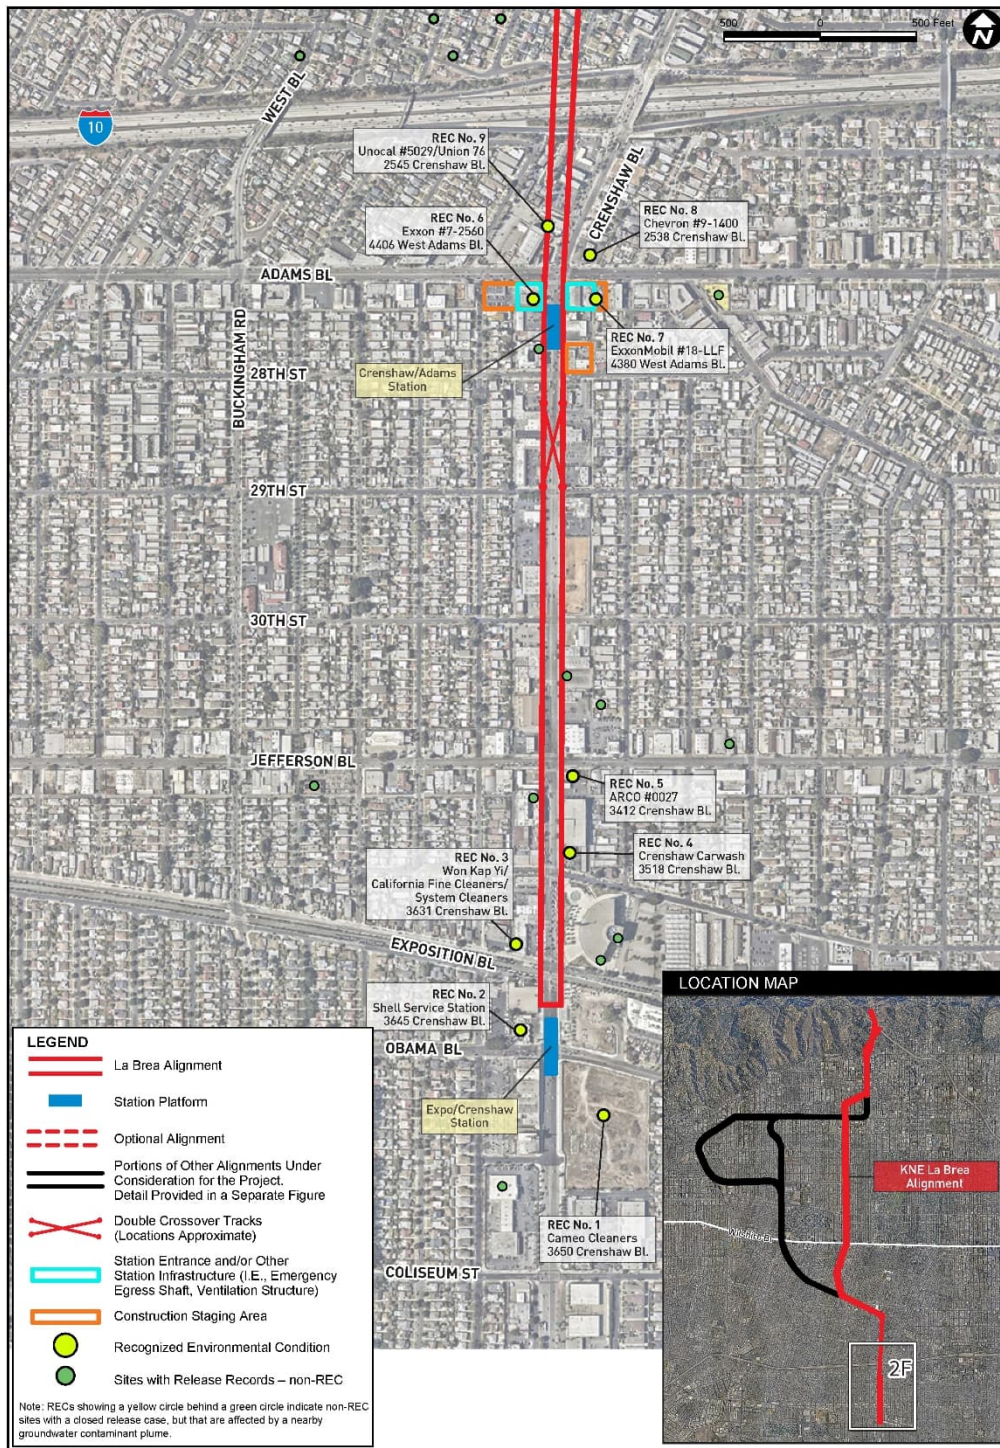 500 0 500 Feet
N
WEST BL
10
REC No. 9
Unocal #5029/Union 76
2545 Crenshaw Bl.
CRENSHAW BL
REC No. 6
Exxon #7-2560
4406 West Adams Bl.
REC No. 8
Chevron #9-1400
2538 Crenshaw Bl.
ADAMS BL
BUCKINGHAM RD
REC No. 7
ExxonMobil #18-LLF
4380 West Adams Bl.
Crenshaw/Adams
Station
28TH ST
29TH ST
30TH ST
JEFFERSON BL
REC No. 5
ARCO #0027
3412 Crenshaw Bl.
REC No. 4
Crenshaw Carwash
3518 Crenshaw Bl.
REC No. 3
Won Kap Yi/
California Fine Cleaners/
System Cleaners
3631 Crenshaw Bl.
EXPOSITION BL
REC No. 2
Shell Service Station
3645 Crenshaw Bl.
OBAMA BL
Expo/Crenshaw
Station
REC No. 1
Cameo Cleaners
3650 Crenshaw Bl.
COLISEUM ST
LEGEND
La Brea Alignment
Station Platform
Optional Alignment
Portions of Other Alignments Under
Consideration for the Project.
Detail Provided in a Separate Figure
Double Crossover Tracks
(Locations Approximate)
Station Entrance and/or Other
Station Infrastructure (I.E., Emergency
Egress Shaft, Ventilation Structure)
Construction Staging Area
Recognized Environmental Condition
Sites with Release Records – non-REC
Note: RECs showing a yellow circle behind a green circle indicate non-REC
sites with a closed release case, but that are affected by a nearby
groundwater contaminant plume.
LOCATION MAP
KNE La Brea
Alignment
Wilshire Bl
2F